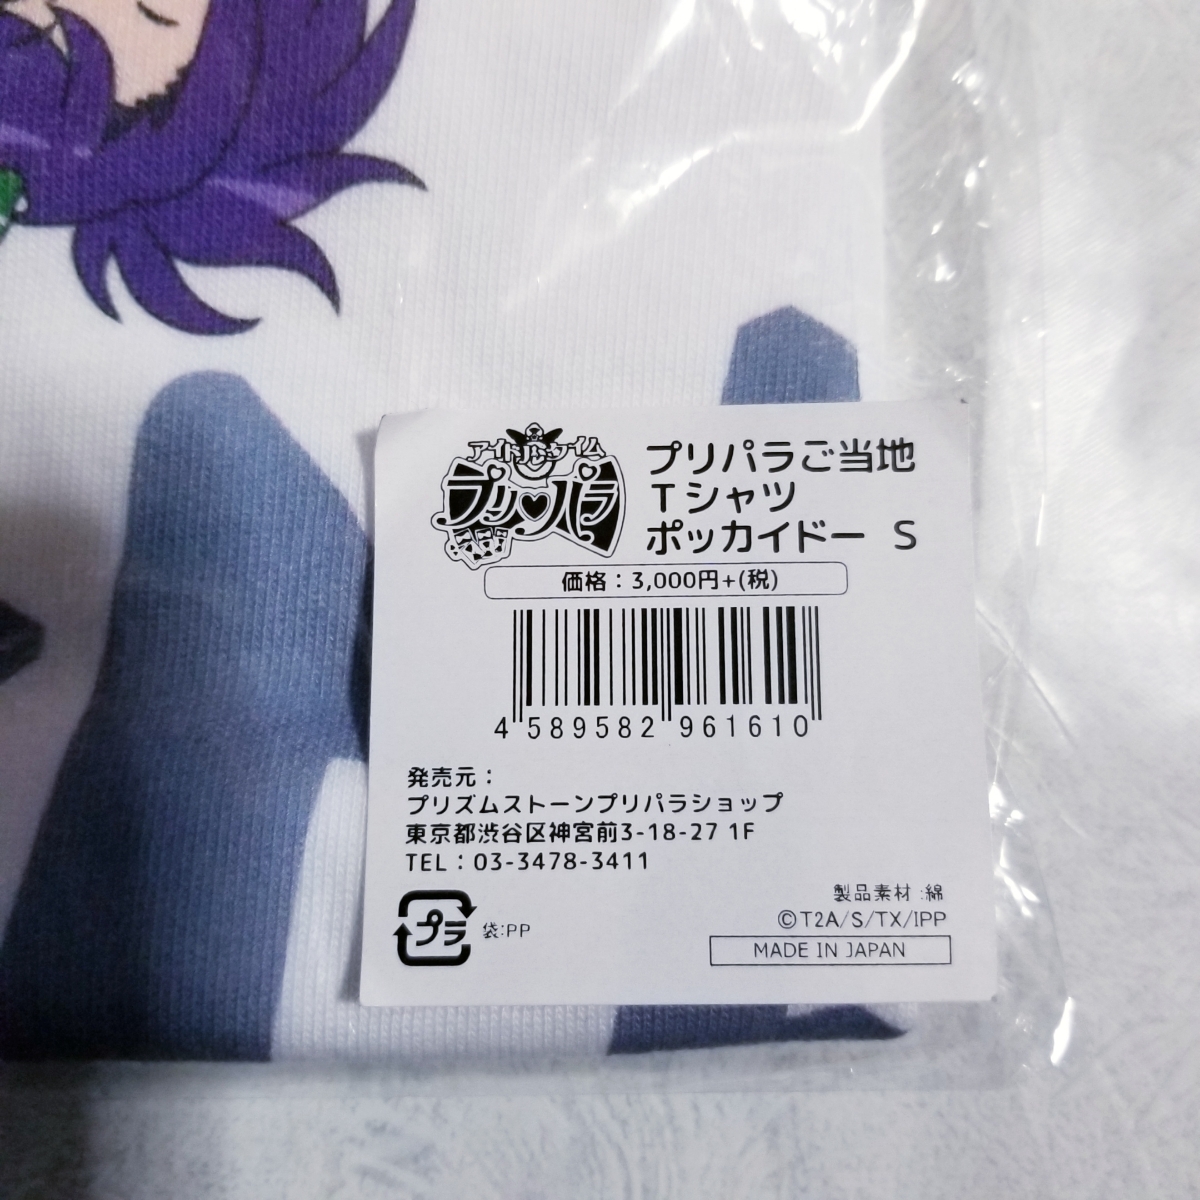 アイドルタイム
プリパラ
プリパラご当地
Tシャツ
ポッカイドー S
価格：3,000円+(税)
4 589582 961610
発売元：
プリズムストーンプリパラショップ
東京都渋谷区神宮前3-18-27 1F
TEL：03-3478-3411
プラ
袋:PP
製品素材:綿
©T2A/S/TX/IPP
MADE IN JAPAN